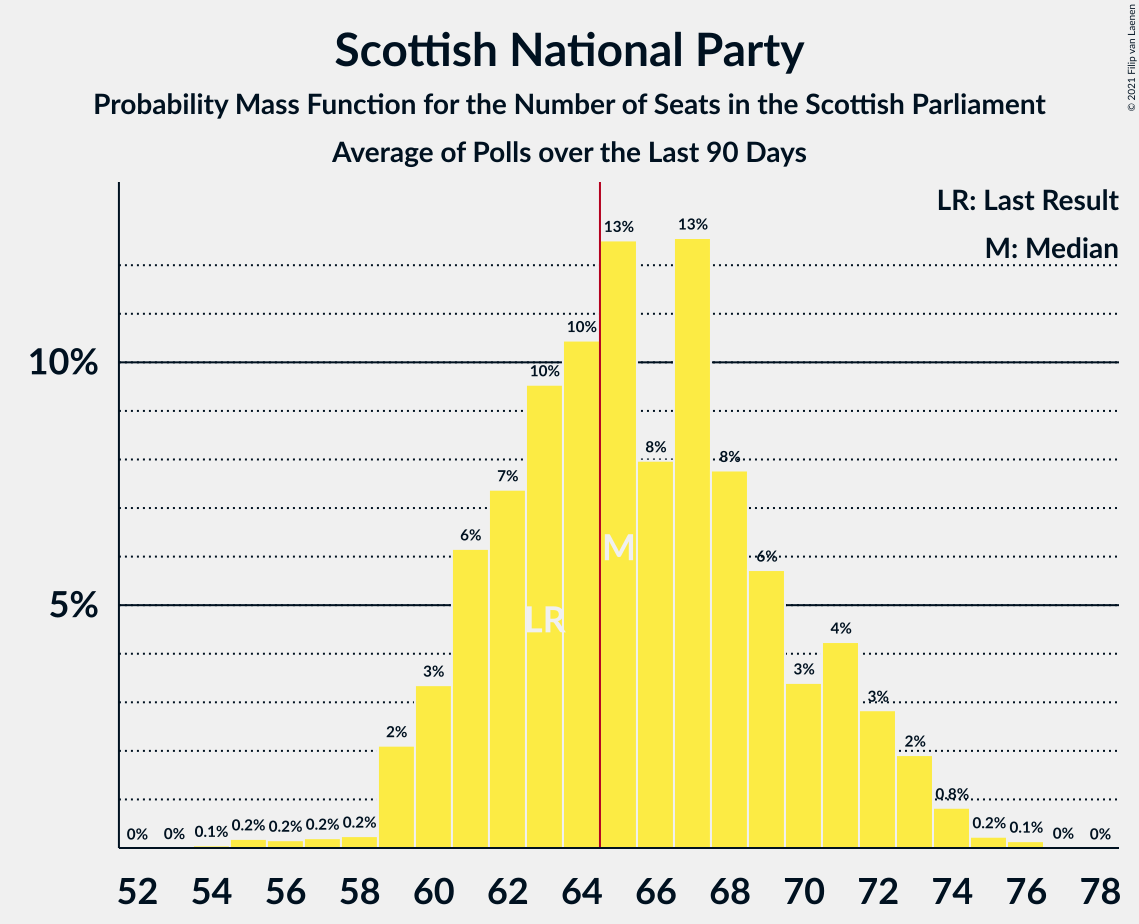 Scottish National Party
Probability Mass Function for the Number of Seats in the Scottish Parliament
Average of Polls over the Last 90 Days
© 2021 Filip van Laenen
LR: Last Result
M: Median
10%
5%
0% 0% 0.1% 0.2% 0.2% 0.2% 0.2% 2% 3% 6% 7% 10% 10% 13% 8% 13% 8% 6% 3% 4% 3% 2% 0.8% 0.2% 0.1% 0% 0%
LR
M
52 54 56 58 60 62 64 66 68 70 72 74 76 78